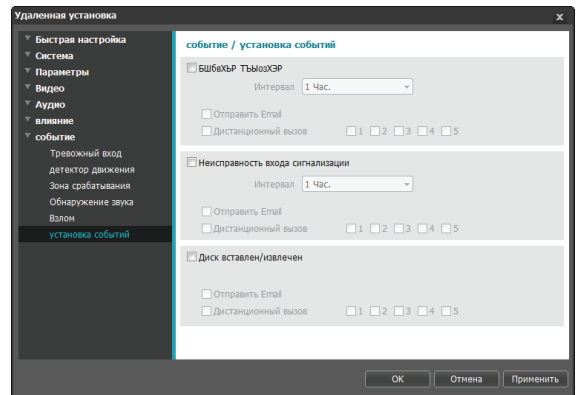 Удаленная установка
x
Быстрая настройка
Система
Параметры
Видео
Аудио
влияние
событие
Тревожный вход
детектор движения
Зона срабатывания
Обнаружение звука
Взлом
установка событий
событие / установка событий
БШбвХЬР ТЪЫозХЭР
Интервал 1 Час.
Отправить Email
Дистанционный вызов 1 2 3 4 5
Неисправность входа сигнализации
Интервал 1 Час.
Отправить Email
Дистанционный вызов 1 2 3 4 5
Диск вставлен/извлечен
Отправить Email
Дистанционный вызов 1 2 3 4 5
OK Отмена Применить